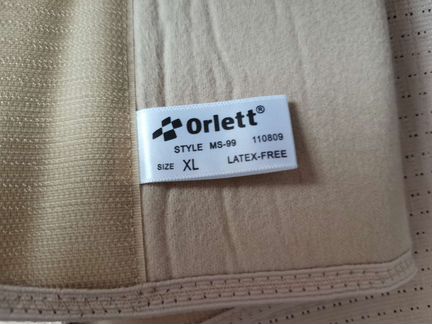 Orlett®
STYLE MS-99 110809
SIZE XL LATEX-FREE